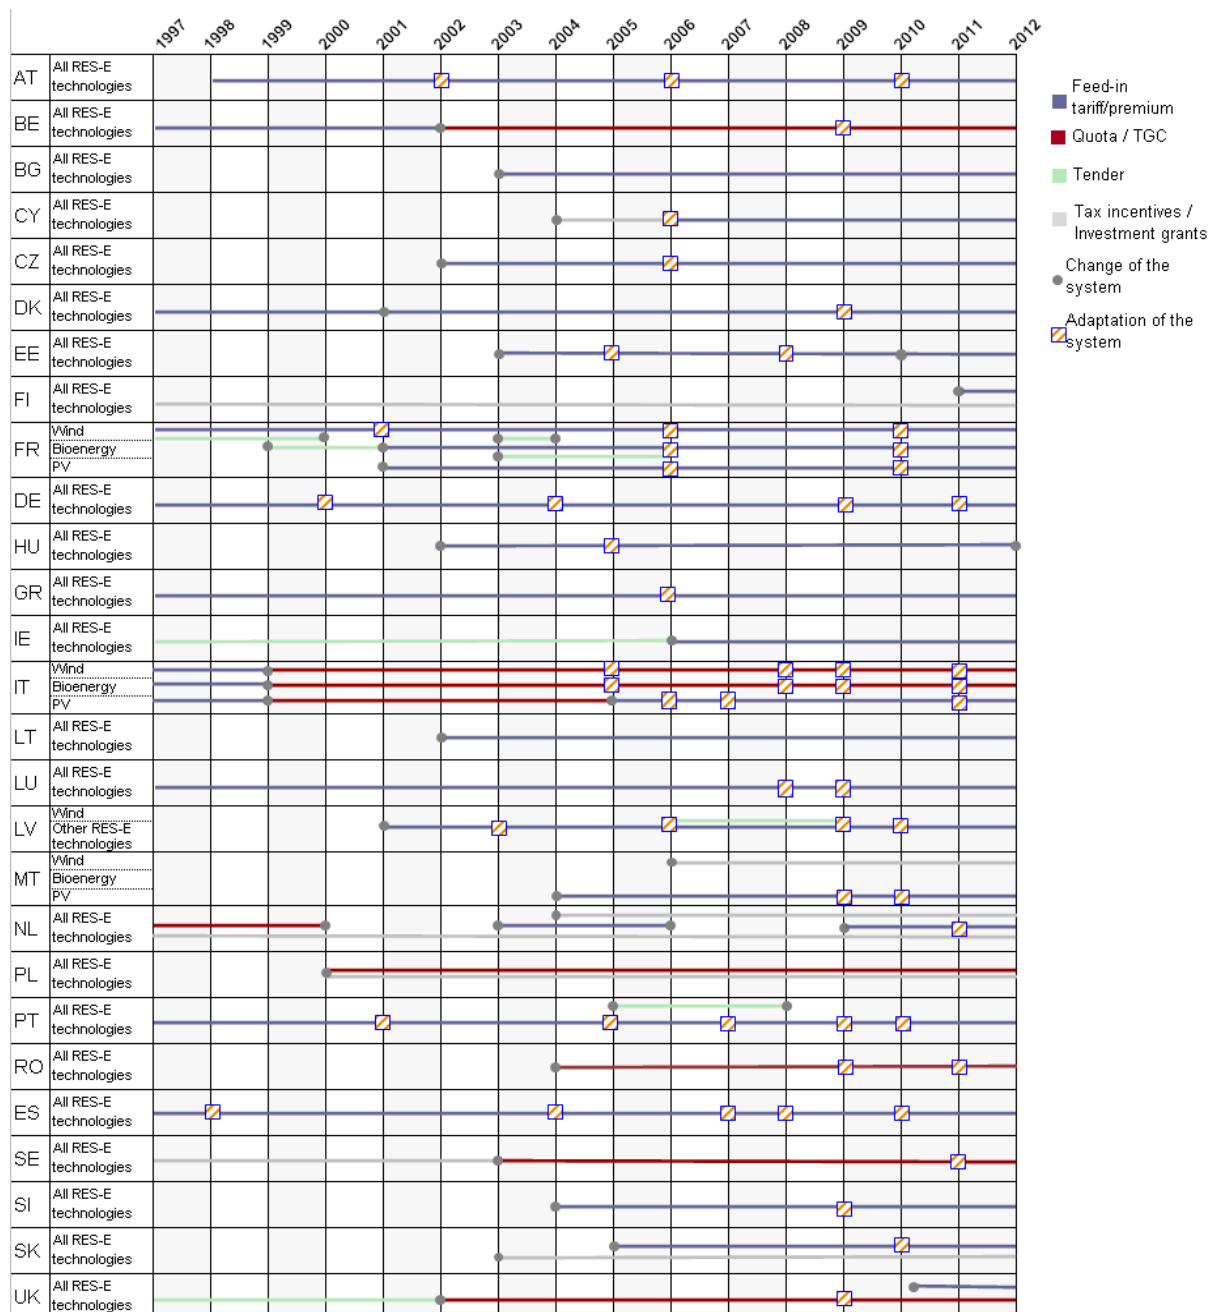 1997 1998 1999 2000 2001 2002 2003 2004 2005 2006 2007 2008 2009 2010 2011 2012
AT
All RES-E
technologies
BE
All RES-E
technologies
BG
All RES-E
technologies
CY
All RES-E
technologies
CZ
All RES-E
technologies
DK
All RES-E
technologies
EE
All RES-E
technologies
FI
All RES-E
technologies
FR
Wind
Bioenergy
PV
DE
All RES-E
technologies
HU
All RES-E
technologies
GR
All RES-E
technologies
IE
All RES-E
technologies
IT
Wind
Bioenergy
PV
LT
All RES-E
technologies
LU
All RES-E
technologies
LV
Wind
Other RES-E
technologies
MT
Wind
Bioenergy
PV
NL
All RES-E
technologies
PL
All RES-E
technologies
PT
All RES-E
technologies
RO
All RES-E
technologies
ES
All RES-E
technologies
SE
All RES-E
technologies
SI
All RES-E
technologies
SK
All RES-E
technologies
UK
All RES-E
technologies
Feed-in
tariff/premium
Quota / TGC
Tender
Tax incentives /
Investment grants
Change of the
system
Adaptation of the
system